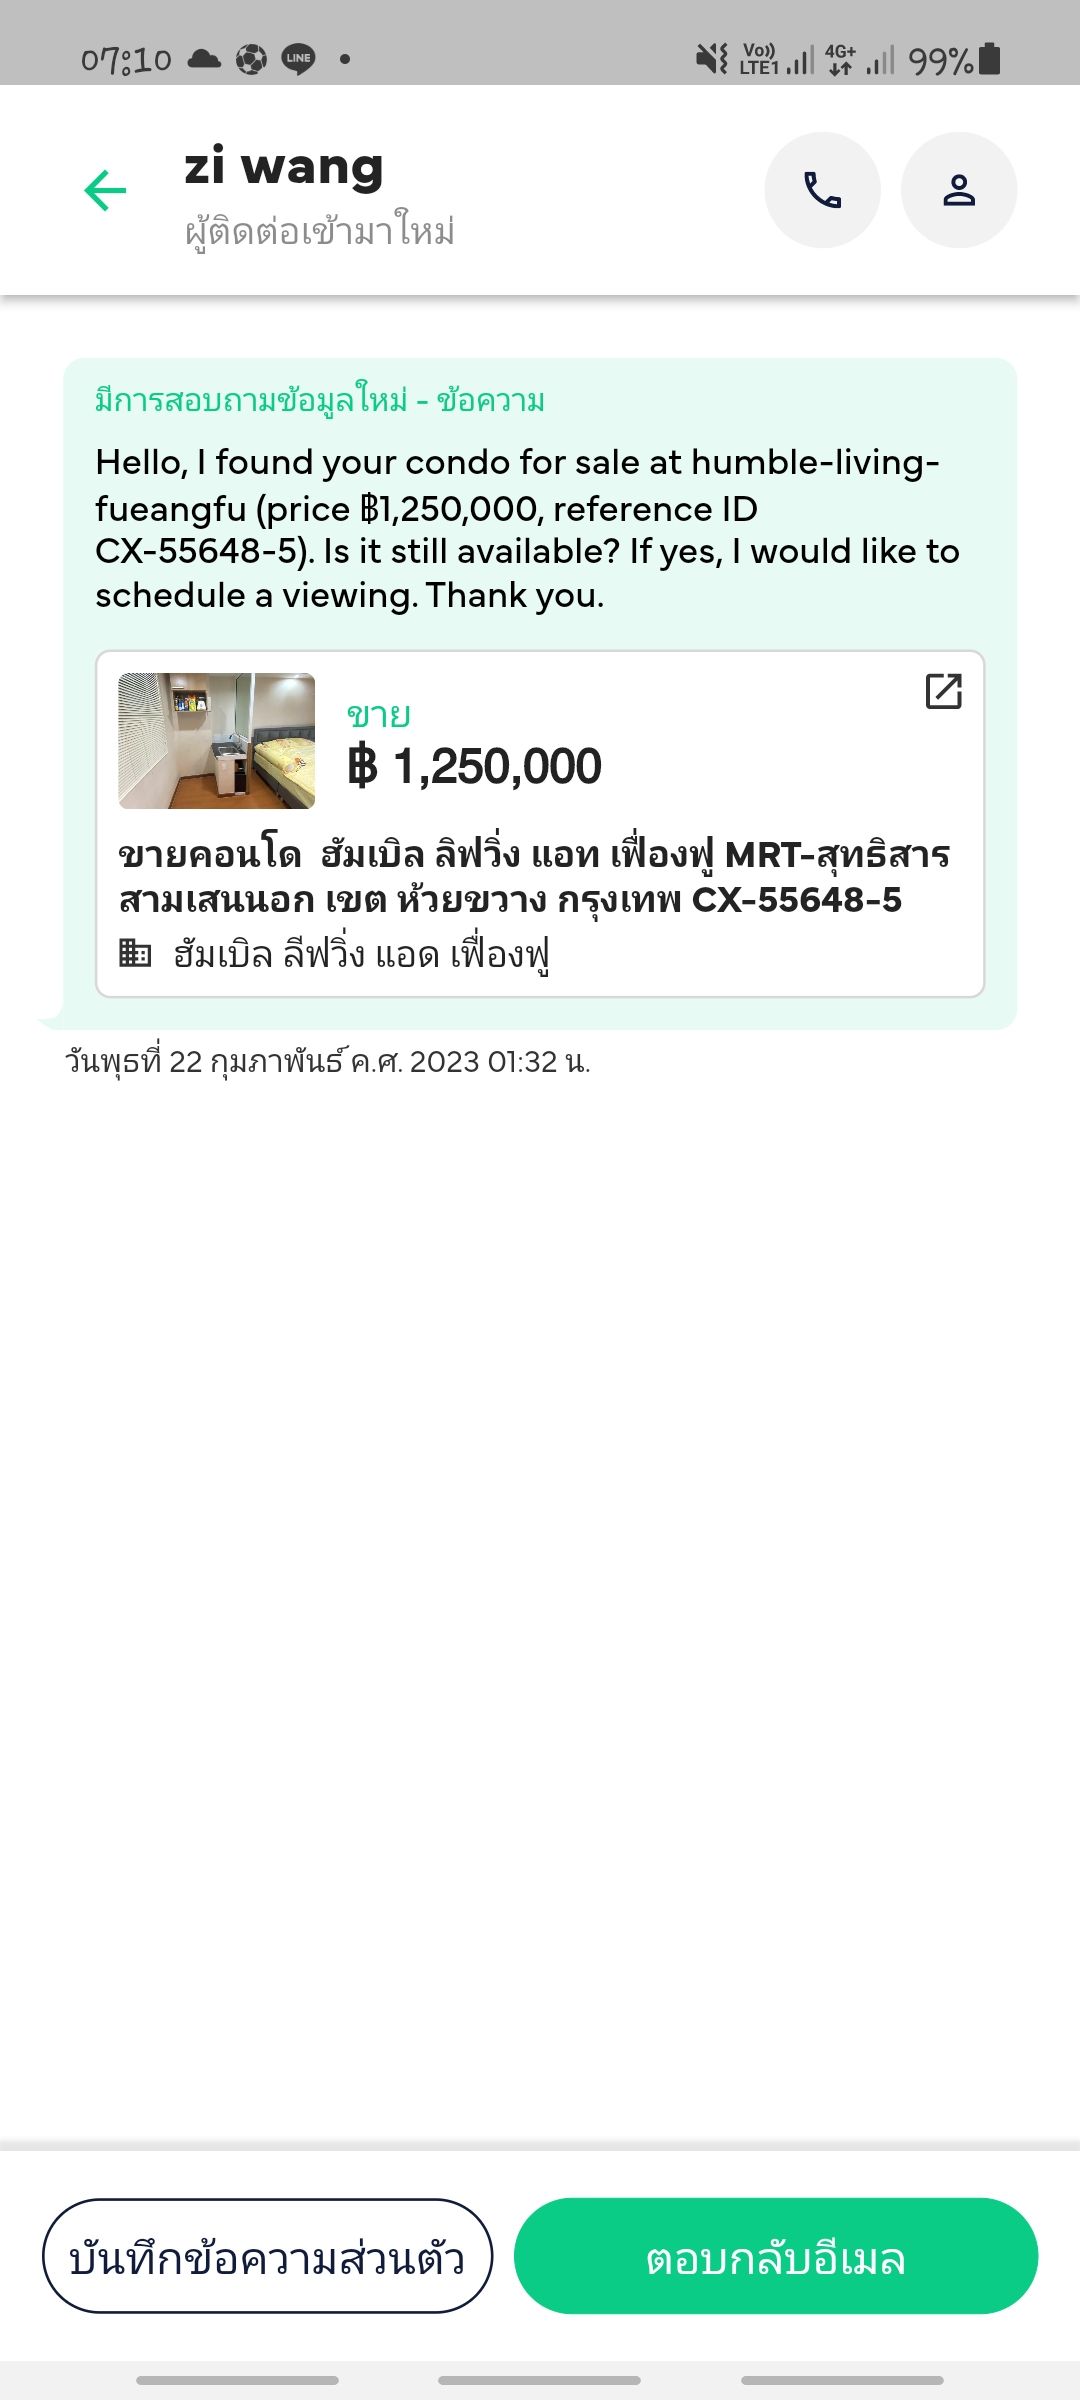 07:10 LINE Vo)) LTE1 4G+ 99%
zi wang
ผู้ติดต่อเข้ามาใหม่
มีการสอบถามข้อมูลใหม่ - ข้อความ
Hello, I found your condo for sale at humble-living-
fueangfu (price ฿1,250,000, reference ID
CX-55648-5). Is it still available? If yes, I would like to
schedule a viewing. Thank you.
ขาย
฿ 1,250,000
ขายคอนโด  ฮัมเบิล ลิฟวิ่ง แอท เฟื่องฟู MRT-สุทธิสาร
สามเสนนอก เขต ห้วยขวาง กรุงเทพ CX-55648-5
ฮัมเบิล ลีฟวิ่ง แอด เฟื่องฟู
วันพุธที่ 22 กุมภาพันธ์ ค.ศ. 2023 01:32 น.
บันทึกข้อความส่วนตัว
ตอบกลับอีเมล